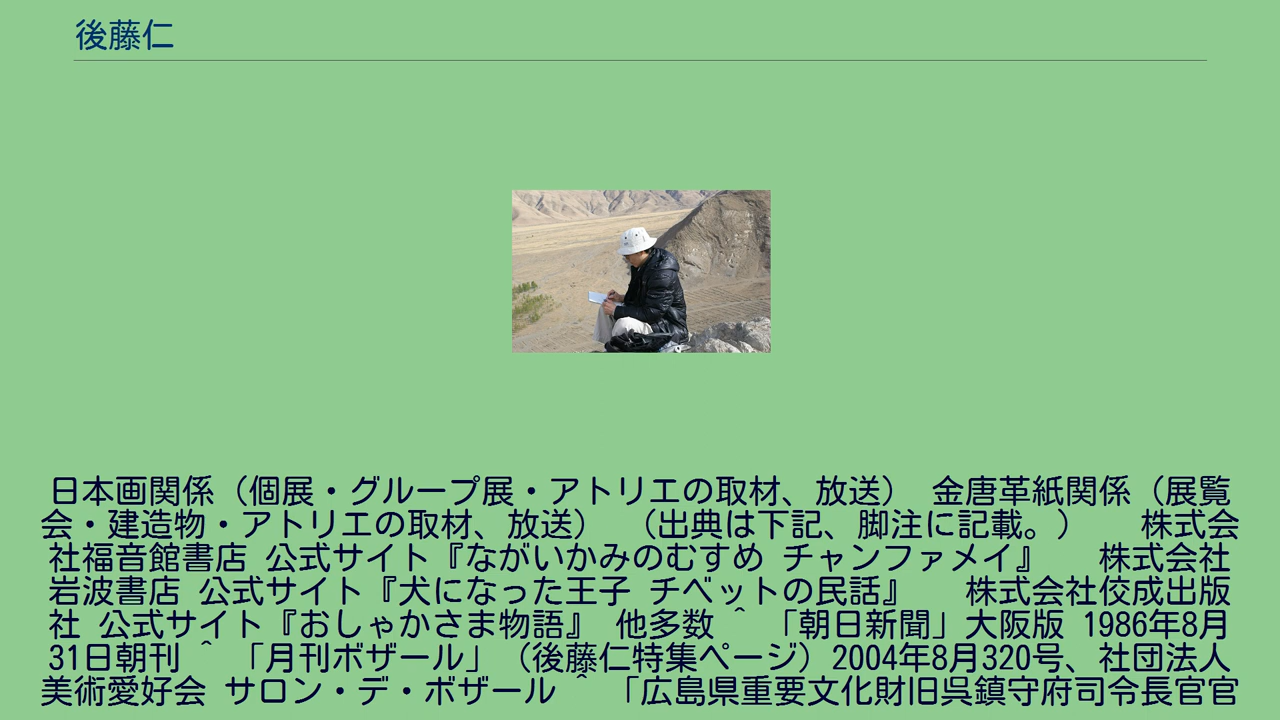 後藤仁
日本画関係（個展・グループ展・アトリエの取材、放送） 金唐革紙関係（展覧
会・建造物・アトリエの取材、放送） （出典は下記、脚注に記載。） 株式会
社福音館書店 公式サイト『ながいかみのむすめ チャンファメイ』 株式会社
岩波書店 公式サイト『犬になった王子 チベットの民話』 株式会社佼成出版
社 公式サイト『おしゃかさま物語』 他多数 ^ 「朝日新聞」大阪版 1986年8月
31日朝刊 ^ 「月刊ボザール」（後藤仁特集ページ）2004年8月320号、社団法人
美術愛好会 サロン・デ・ボザール ^ 「広島県重要文化財旧呉鎮守府司令長官官